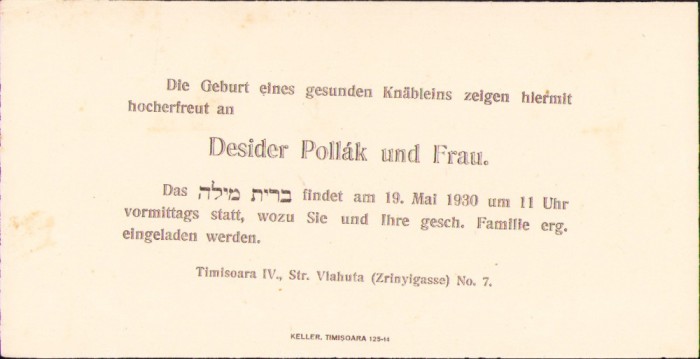 Die Geburt eines gesunden Knäbleins zeigen hiermit
hocherfreut an
Desider Pollák und Frau.
Das ברית מילה findet am 19. Mai 1930 um 11 Uhr
vormittags statt, wozu Sie und Ihre gesch. Familie erg.
eingeladen werden.
Timisoara IV., Str. Vlahuta (Zrinyigasse) No. 7.
KELLER, TIMISOARA 125-14